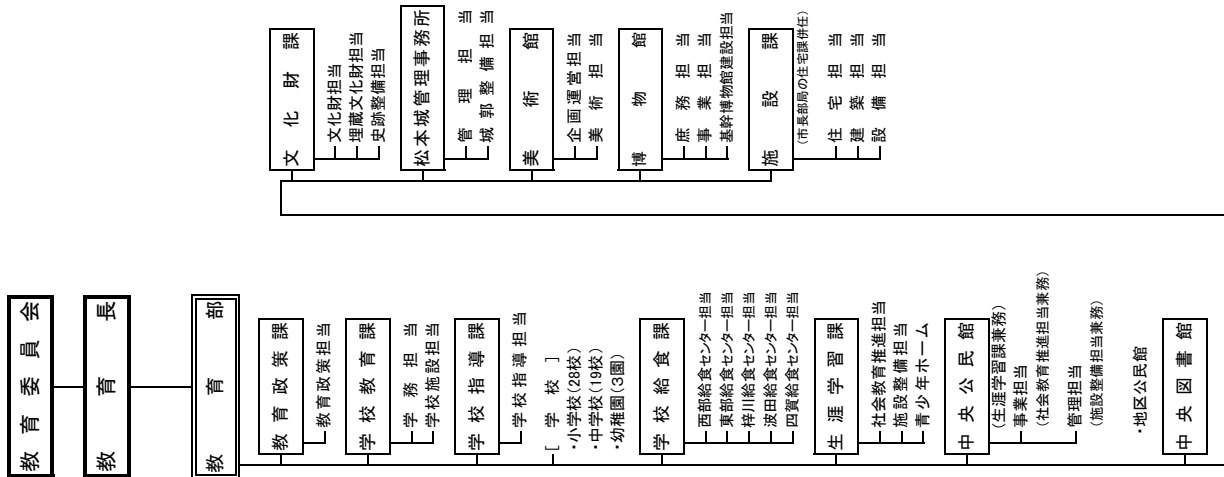 教育委員会
教育長
教育部
教育政策課
教育政策担当
学校教育課
学務担当
学校施設担当
学校指導課
学校指導担当
[ 学校 ]
・小学校(28校)
・中学校(19校)
・幼稚園(3園)
学校給食課
西部給食センター担当
東部給食センター担当
梓川給食センター担当
波田給食センター担当
四賀給食センター担当
生涯学習課
社会教育推進担当
施設整備担当
青少年ホーム
中央公民館
(生涯学習課兼務)
事業担当
(社会教育推進担当兼務)
管理担当
(施設整備担当兼務)
・地区公民館
中央図書館
文化財課
文化財担当
埋蔵文化財担当
史跡整備担当
松本城管理事務所
管理担当
城郭整備担当
美術館
企画運営担当
美術担当
博物館
庶務担当
事業担当
基幹博物館建設担当
施設課
(市長部局の住宅課併任)
住宅担当
建築担当
設備担当